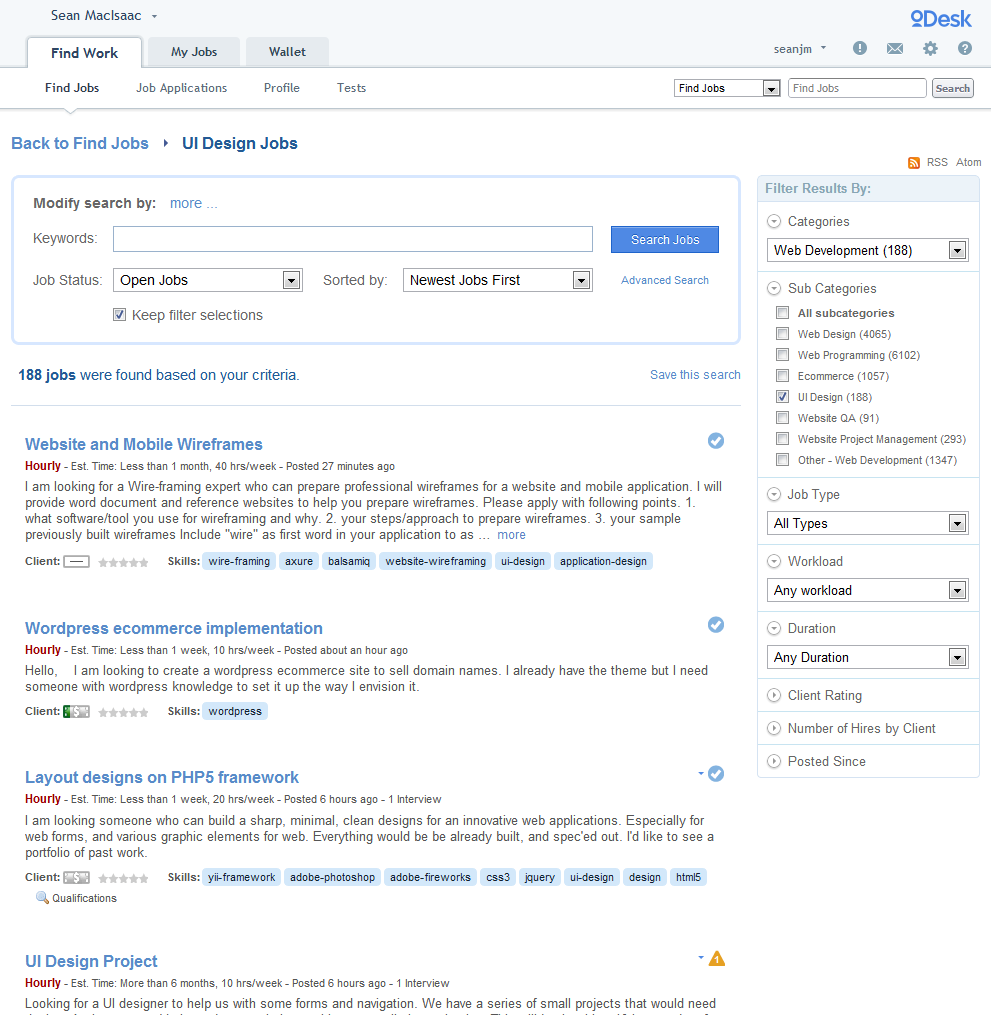 Sean MacIsaac
oDesk
Find Work
My Jobs
Wallet
seanjm
Find Jobs
Job Applications
Profile
Tests
Find Jobs
Find Jobs
Search
Back to Find Jobs
UI Design Jobs
RSS
Atom
Modify search by: more ...
Keywords:
Search Jobs
Job Status: Open Jobs
Sorted by: Newest Jobs First
Advanced Search
Keep filter selections
188 jobs were found based on your criteria.
Save this search
Website and Mobile Wireframes
Hourly - Est. Time: Less than 1 month, 40 hrs/week - Posted 27 minutes ago
I am looking for a Wire-framing expert who can prepare professional wireframes for a website and mobile application. I will
provide word document and reference websites to help you prepare wireframes. Please apply with following points. 1.
what software/tool you use for wireframing and why. 2. your steps/approach to prepare wireframes. 3. your sample
previously built wireframes Include "wire" as first word in your application to as ... more
Client: Skills: wire-framing axure balsamiq website-wireframing ui-design application-design
Wordpress ecommerce implementation
Hourly - Est. Time: Less than 1 week, 10 hrs/week - Posted about an hour ago
Hello, I am looking to create a wordpress ecommerce site to sell domain names. I already have the theme but I need
someone with wordpress knowledge to set it up the way I envision it.
Client: $ Skills: wordpress
Layout designs on PHP5 framework
Hourly - Est. Time: Less than 1 week, 20 hrs/week - Posted 6 hours ago - 1 Interview
I am looking someone who can build a sharp, minimal, clean designs for an innovative web applications. Especially for
web forms, and various graphic elements for web. Everything would be be already built, and spec'ed out. I'd like to see a
portfolio of past work.
Client: $ Skills: yii-framework adobe-photoshop adobe-fireworks css3 jquery ui-design design html5
Qualifications
UI Design Project
1
Hourly - Est. Time: More than 6 months, 10 hrs/week - Posted 6 hours ago - 1 Interview
Looking for a UI designer to help us with some forms and navigation. We have a series of small projects that would need
Filter Results By:
Categories
Web Development (188)
Sub Categories
All subcategories
Web Design (4065)
Web Programming (6102)
Ecommerce (1057)
UI Design (188)
Website QA (91)
Website Project Management (293)
Other - Web Development (1347)
Job Type
All Types
Workload
Any workload
Duration
Any Duration
Client Rating
Number of Hires by Client
Posted Since